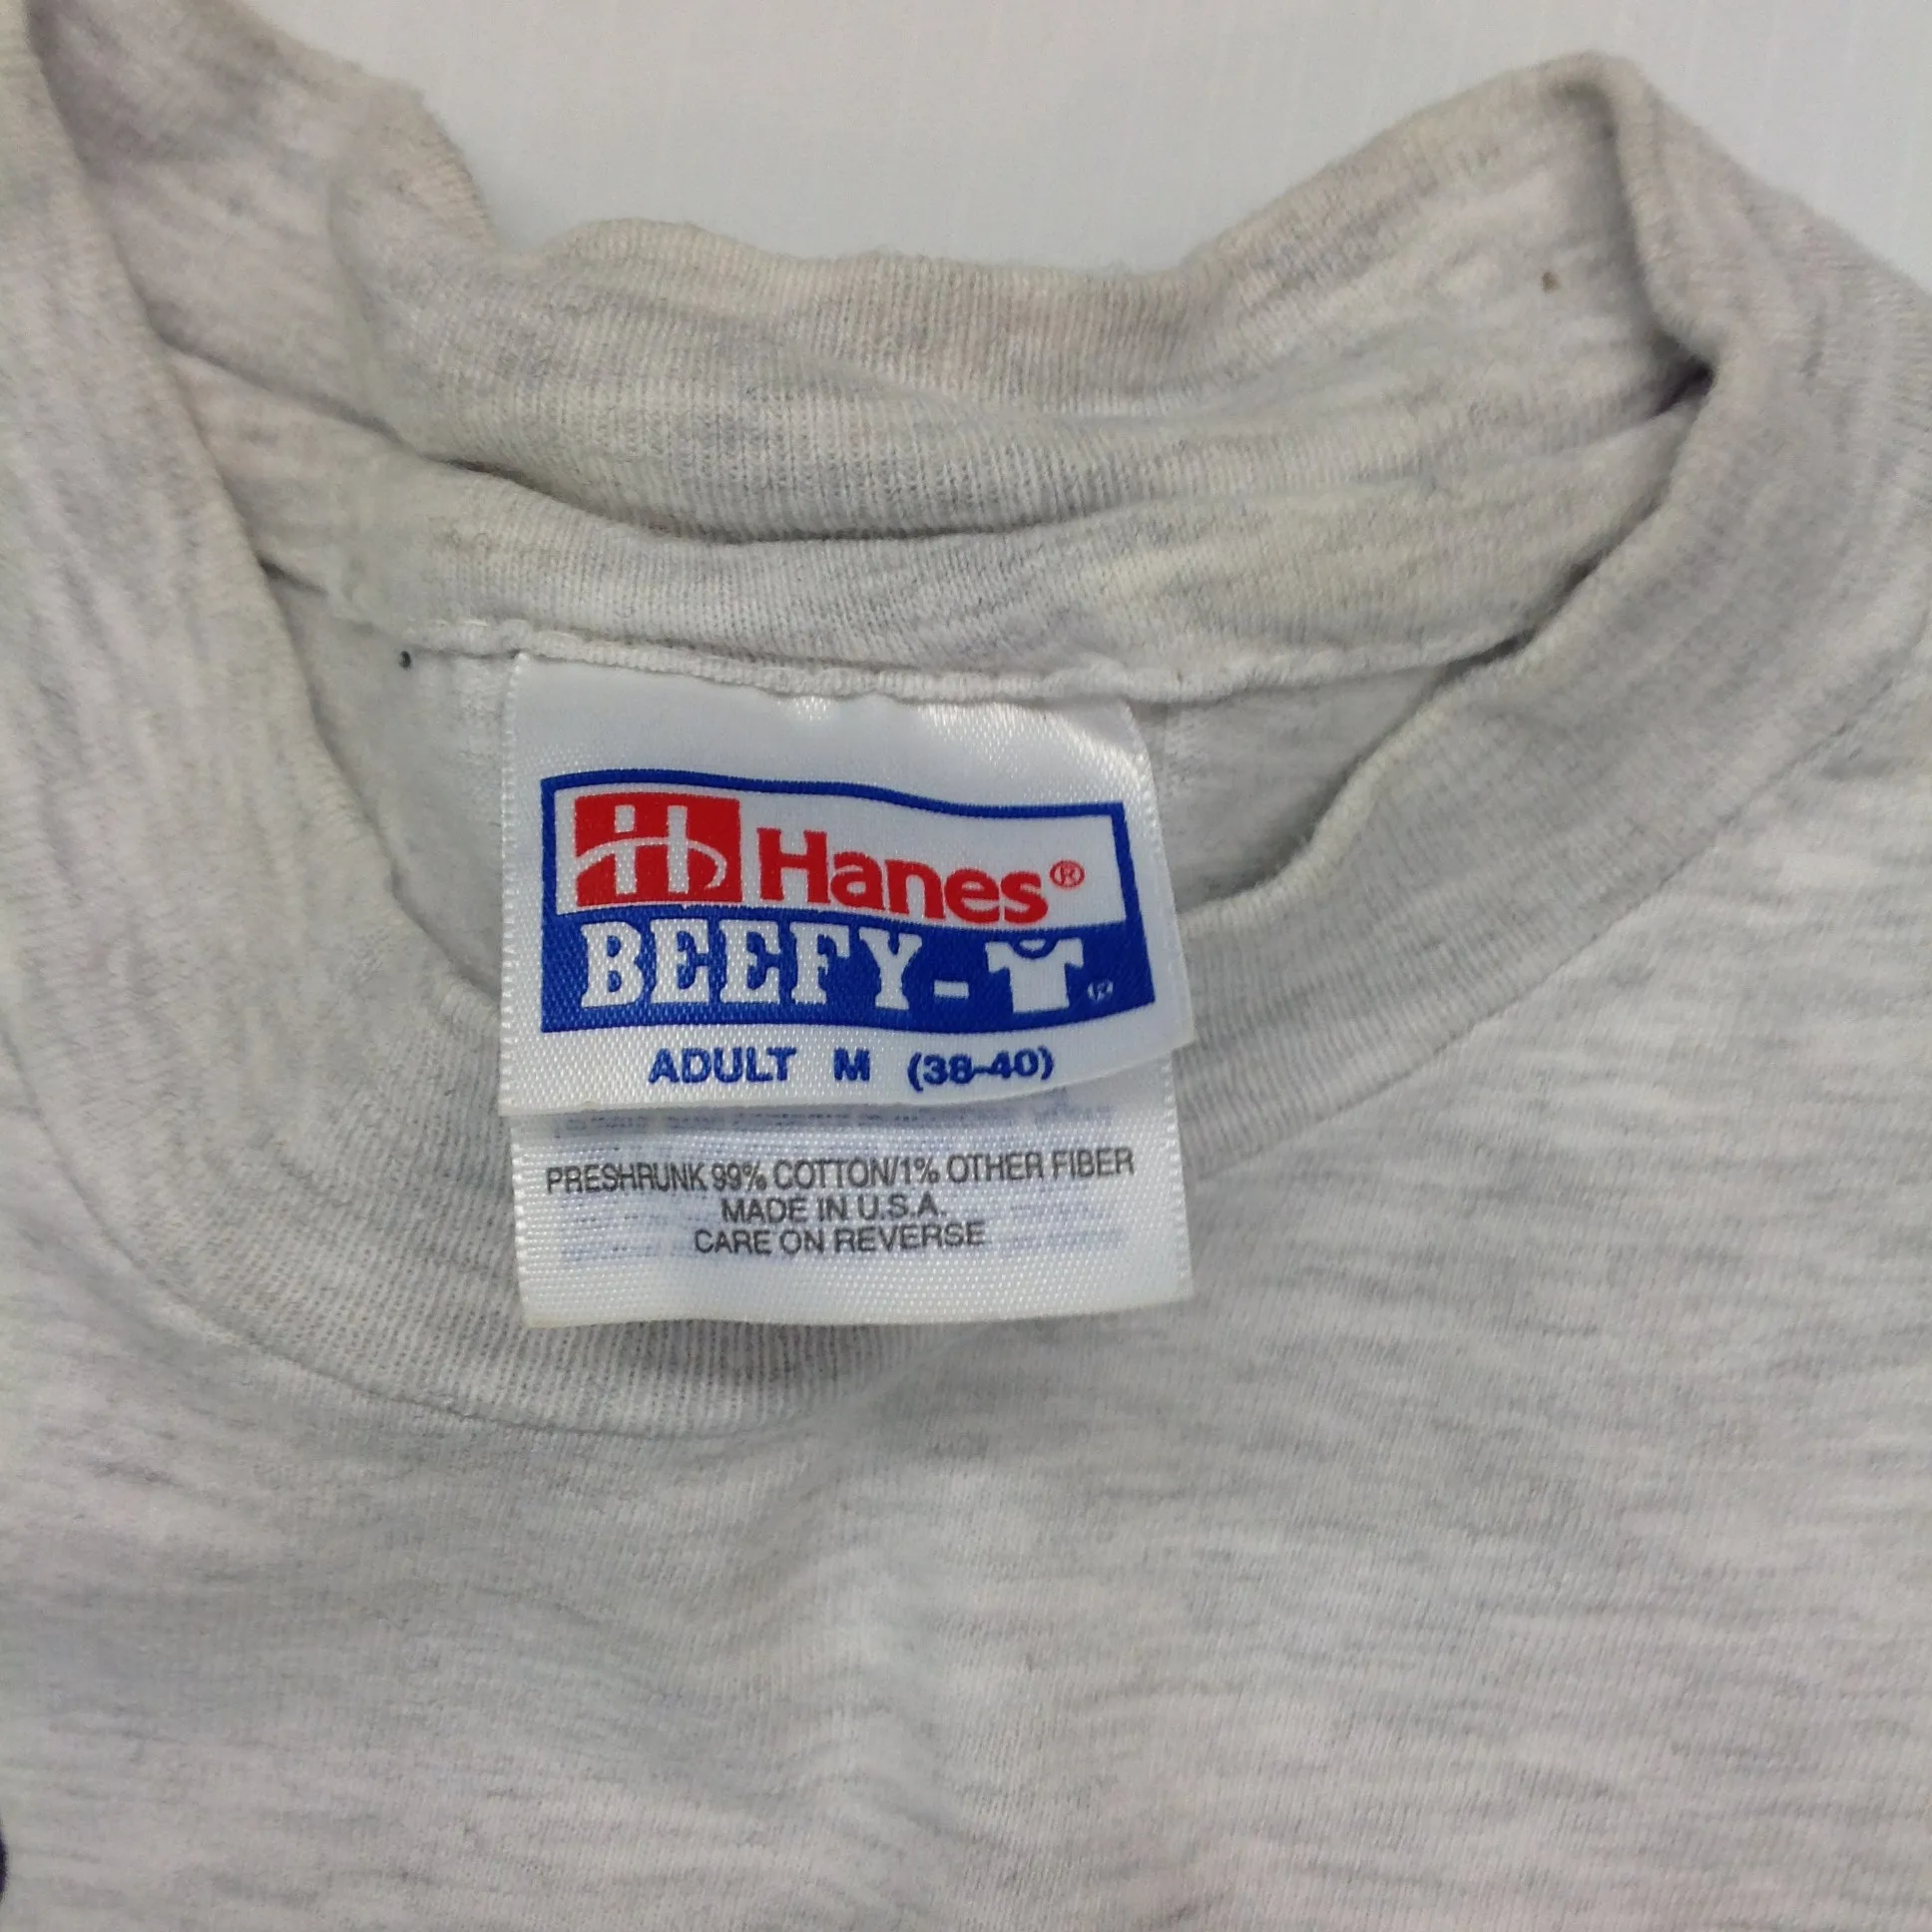 Hanes®
BEEFY-T®
ADULT M (38-40)
PRESHRUNK 99% COTTON/1% OTHER FIBER
MADE IN U.S.A.
CARE ON REVERSE